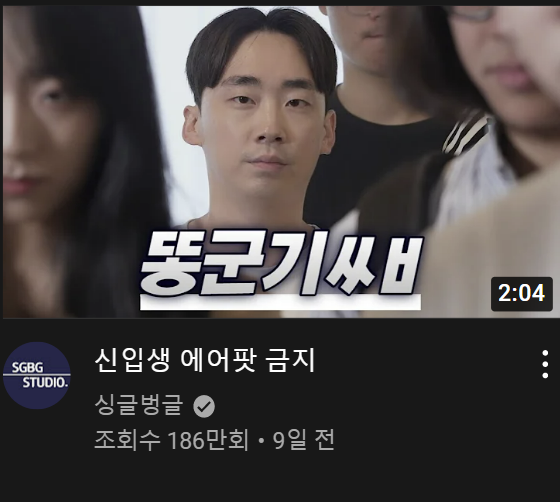 똥군기ㅆㅂ
2:04
SGBG
STUDIO.
신입생 에어팟 금지
싱글벙글
조회수 186만회 • 9일 전